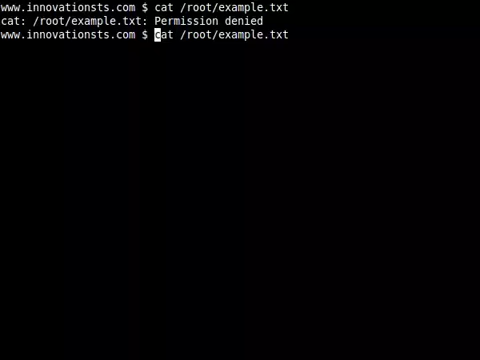 www.innovationsts.com $ cat /root/example.txt
cat: /root/example.txt: Permission denied
www.innovationsts.com $ cat /root/example.txt